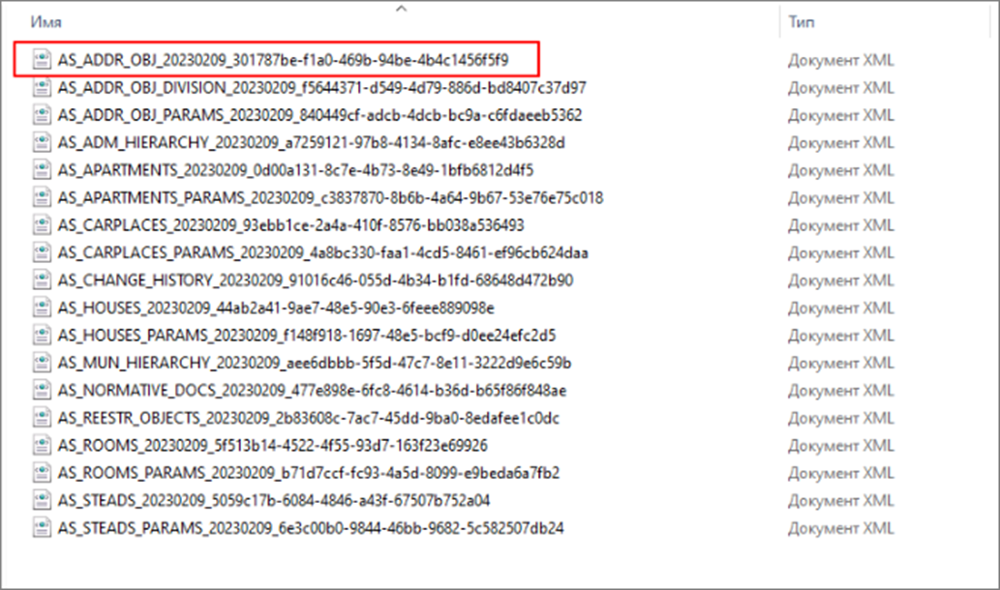 Имя Тип
AS_ADDR_OBJ_20230209_301787be-f1a0-469b-94be-4b4c1456f5f9 Документ XML
AS_ADDR_OBJ_DIVISION_20230209_f5644371-d549-4d79-886d-bd8407c37d97 Документ XML
AS_ADDR_OBJ_PARAMS_20230209_840449cf-adcb-4dcb-bc9a-c6fdaeeb5362 Документ XML
AS_ADM_HIERARCHY_20230209_a7259121-97b8-4134-8afc-e8ee43b6328d Документ XML
AS_APARTMENTS_20230209_0d00a131-8c7e-4b73-8e49-1bfb6812d4f5 Документ XML
AS_APARTMENTS_PARAMS_20230209_c3837870-8b6b-4a64-9b67-53e76e75c018 Документ XML
AS_CARPLACES_20230209_93ebb1ce-2a4a-410f-8576-bb038a536493 Документ XML
AS_CARPLACES_PARAMS_20230209_4a8bc330-faa1-4cd5-8461-ef96cb624daa Документ XML
AS_CHANGE_HISTORY_20230209_91016c46-055d-4b34-b1fd-68648d472b90 Документ XML
AS_HOUSES_20230209_44ab2a41-9ae7-48e5-90e3-6feee889098e Документ XML
AS_HOUSES_PARAMS_20230209_f148f918-1697-48e5-bcf9-d0ee24efc2d5 Документ XML
AS_MUN_HIERARCHY_20230209_aee6dbbb-5f5d-47c7-8e11-3222d9e6c59b Документ XML
AS_NORMATIVE_DOCS_20230209_477e898e-6fc8-4614-b36d-b65f86f848ae Документ XML
AS_REESTR_OBJECTS_20230209_2b83608c-7ac7-45dd-9ba0-8edafee1c0dc Документ XML
AS_ROOMS_20230209_5f513b14-4522-4f55-93d7-163f23e69926 Документ XML
AS_ROOMS_PARAMS_20230209_b71d7ccf-fc93-4a5d-8099-e9beda6a7fb2 Документ XML
AS_STEADS_20230209_5059c17b-6084-4846-a43f-67507b752a04 Документ XML
AS_STEADS_PARAMS_20230209_6e3c00b0-9844-46bb-9682-5c582507db24 Документ XML